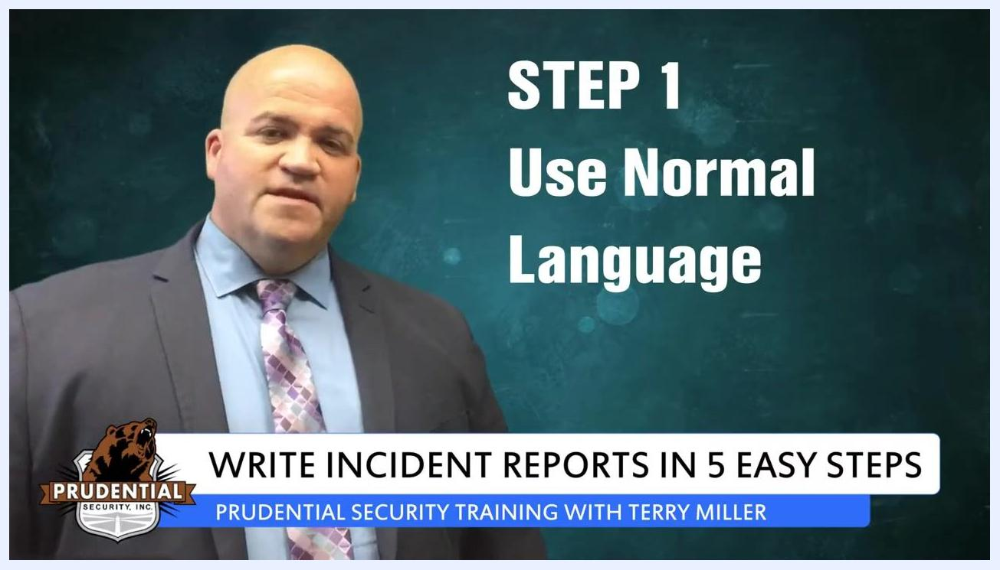 STEP 1
Use Normal
Language
WRITE INCIDENT REPORTS IN 5 EASY STEPS
PRUDENTIAL SECURITY TRAINING WITH TERRY MILLER
PRUDENTIAL
SECURITY, INC.